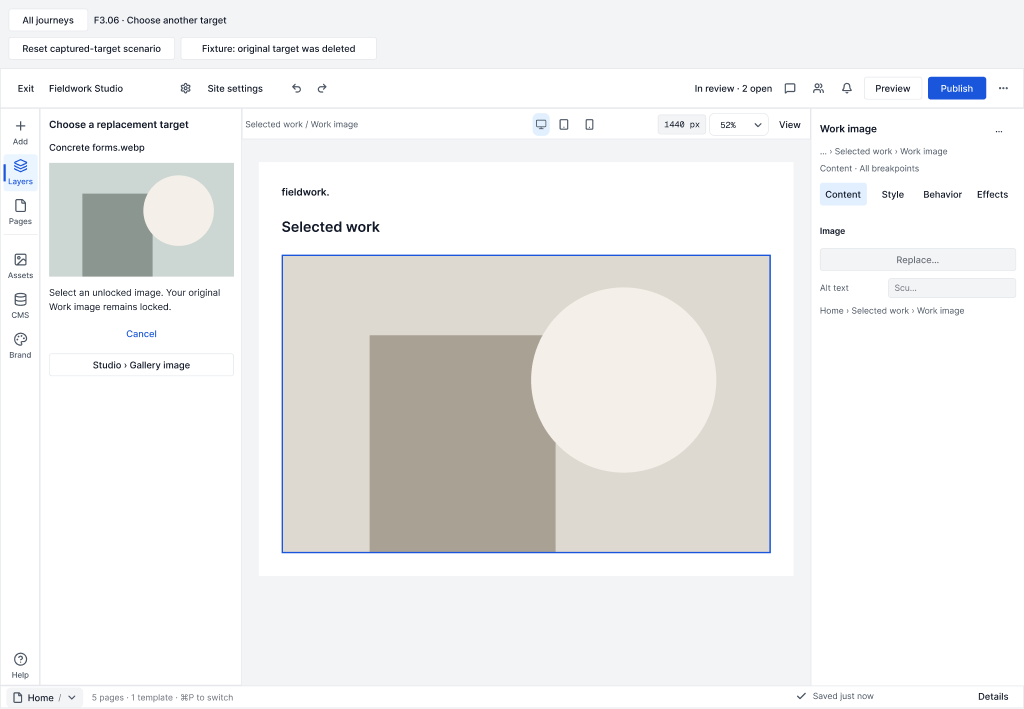 All journeys
F3.06 · Choose another target
Reset captured-target scenario
Fixture: original target was deleted
Exit
Fieldwork Studio
Site settings
In review · 2 open
Preview
Publish
Add
Layers
Pages
Assets
CMS
Brand
Help
Choose a replacement target
Concrete forms.webp
Select an unlocked image. Your original
Work image remains locked.
Cancel
Studio › Gallery image
Selected work / Work image
1440 px
52%
View
fieldwork.
Selected work
Work image
... › Selected work › Work image
Content · All breakpoints
Content
Style
Behavior
Effects
Image
Replace...
Alt text
Scu...
Home › Selected work › Work image
Home /
5 pages · 1 template · ⌘P to switch
Saved just now
Details